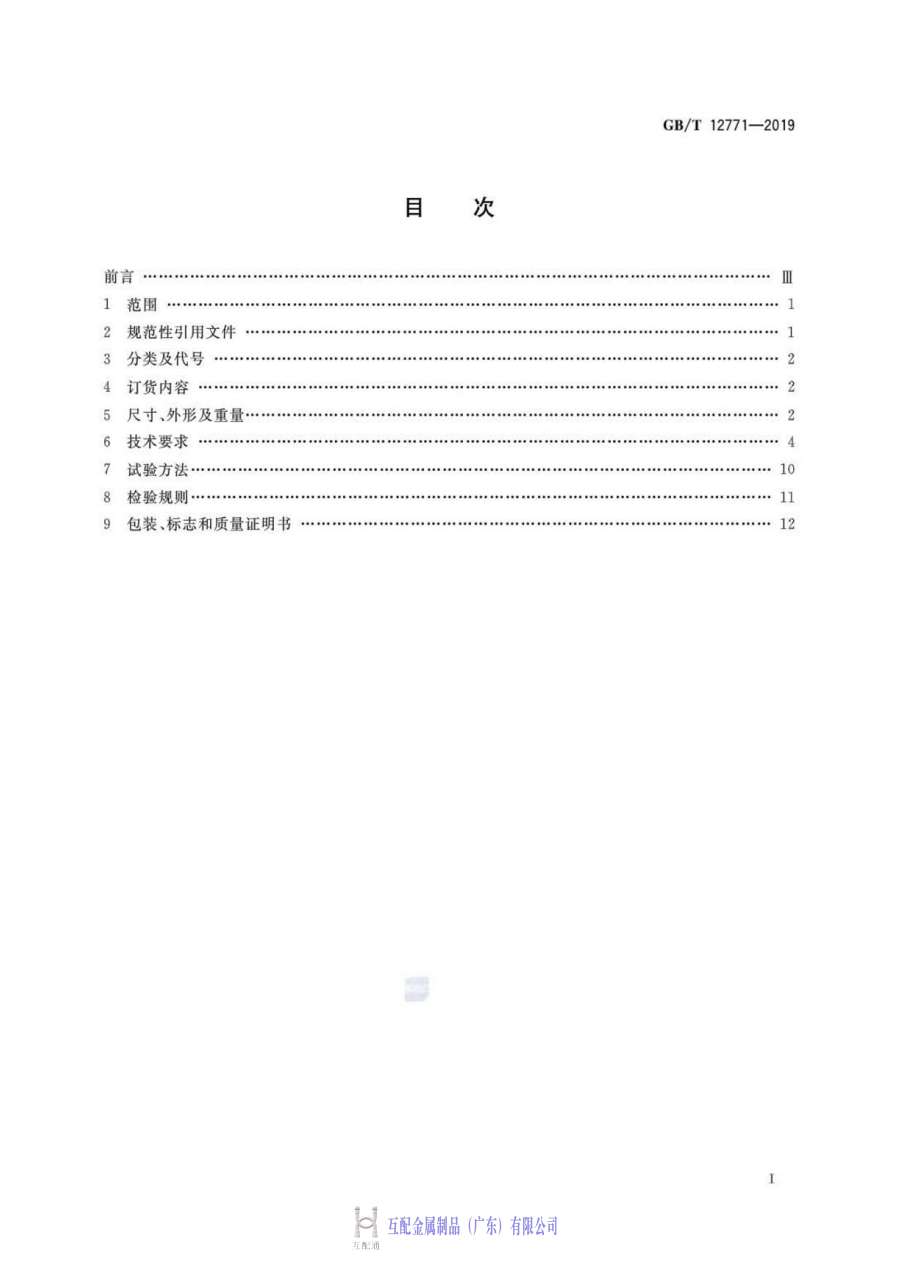 GB/T 12771—2019
目 次
前言 ………………………………………………………………………………………………………… Ⅲ
1 范围 ……………………………………………………………………………………………………… 1
2 规范性引用文件 ………………………………………………………………………………………… 1
3 分类及代号 ……………………………………………………………………………………………… 2
4 订货内容 ………………………………………………………………………………………………… 2
5 尺寸、外形及重量………………………………………………………………………………………… 2
6 技术要求 ………………………………………………………………………………………………… 4
7 试验方法………………………………………………………………………………………………… 10
8 检验规则………………………………………………………………………………………………… 11
9 包装、标志和质量证明书 ……………………………………………………………………………… 12
Ⅰ
互配金属制品（广东）有限公司
互配通